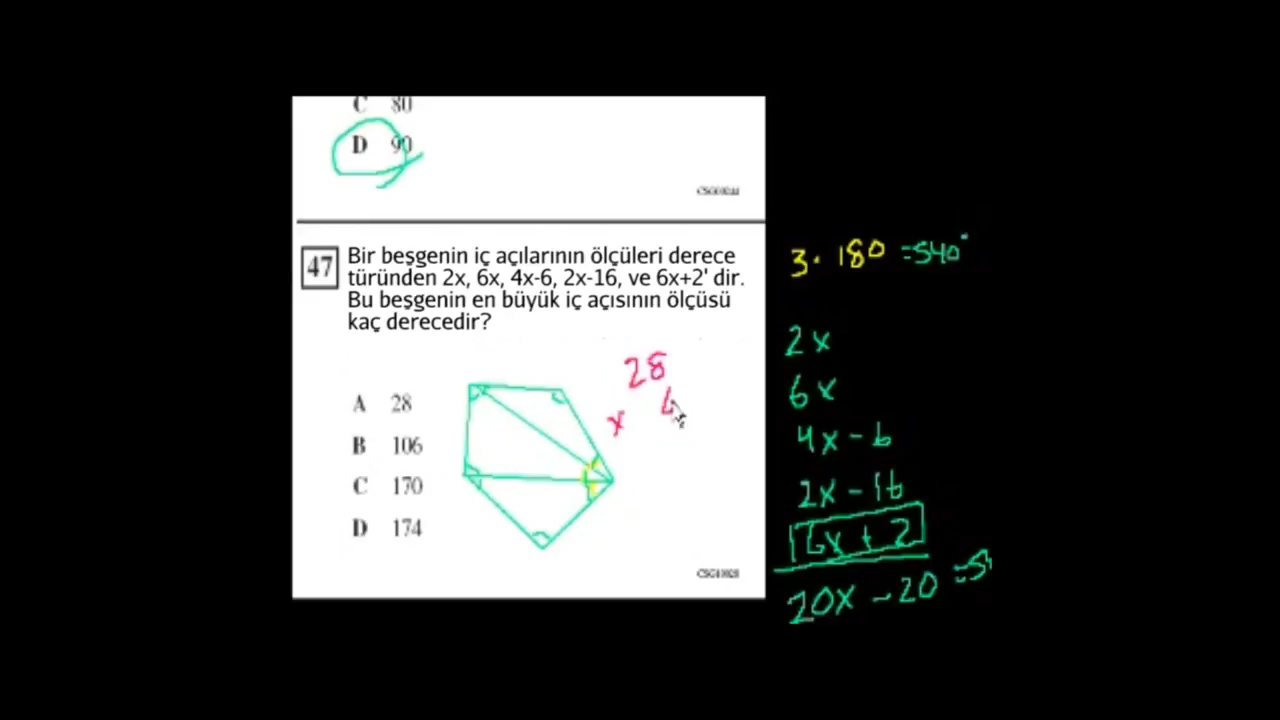 C 80
D 90
47 Bir beşgenin iç açılarının ölçüleri derece
türünden 2x, 6x, 4x-6, 2x-16, ve 6x+2' dir.
Bu beşgenin en büyük iç açısının ölçüsü
kaç derecedir?
A 28
B 106
C 170
D 174
28
x 6
3 · 180 = 540°
2x
6x
4x - 6
2x - 16
6x + 2
20x - 20 =